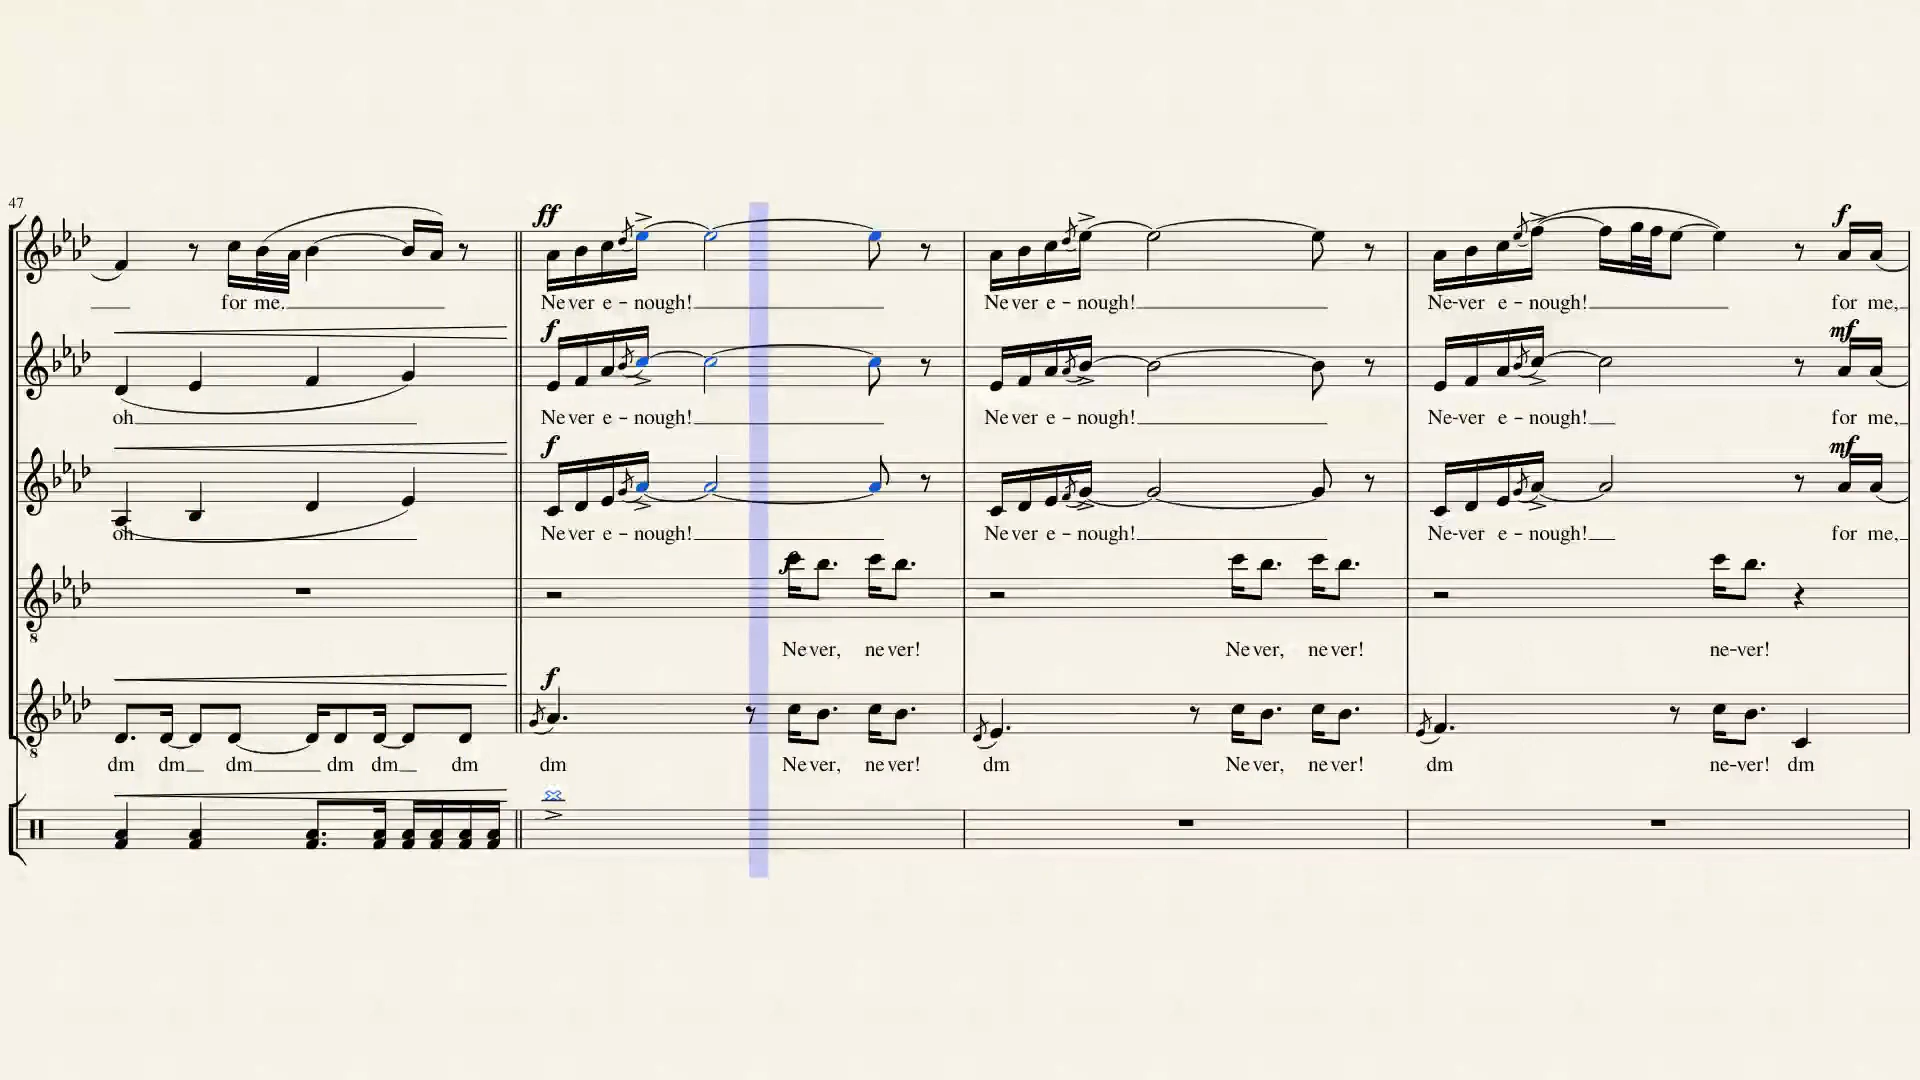 47
ff
for me. Never e - nough! Never e - nough! Ne-ver e - nough! for me,
f
f mf
oh Never e - nough! Never e - nough! Ne-ver e - nough! for me,
f mf
oh Never e - nough! Never e - nough! Ne-ver e - nough! for me,
f
8
Never, never! Never, never! ne-ver!
f
8
dm dm dm dm dm dm dm Never, never! dm Never, never! dm ne-ver! dm